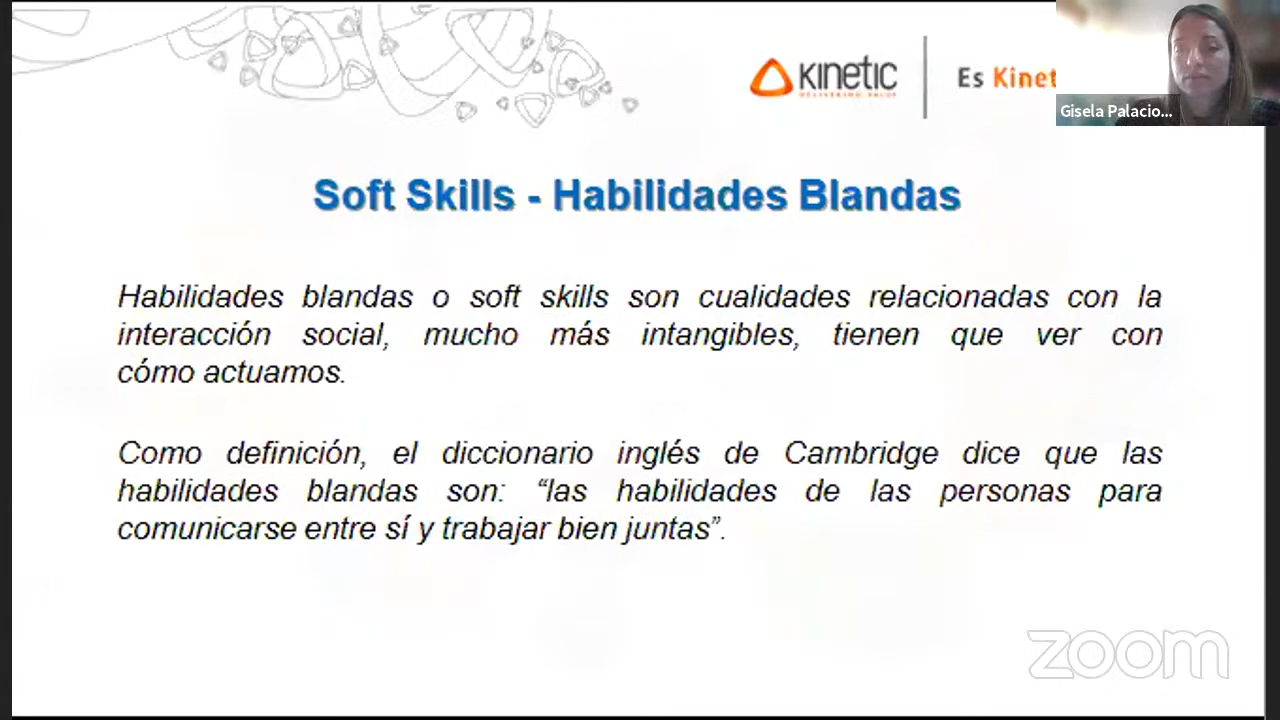 KINETIC
DELIVERING VALUE
Es Kinet
Gisela Palacio...
Soft Skills - Habilidades Blandas
Habilidades blandas o soft skills son cualidades relacionadas con la
interacción social, mucho más intangibles, tienen que ver con
cómo actuamos.
Como definición, el diccionario inglés de Cambridge dice que las
habilidades blandas son: “las habilidades de las personas para
comunicarse entre sí y trabajar bien juntas”.
zoom